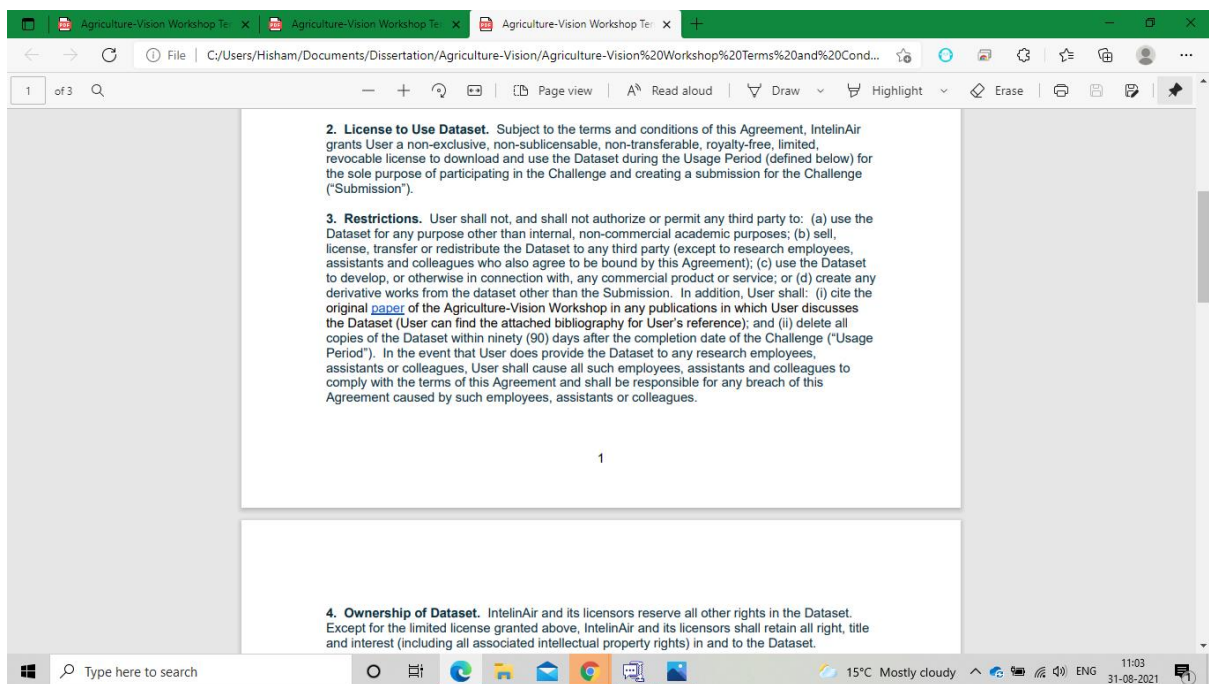 Agriculture-Vision Workshop Ter
Agriculture-Vision Workshop Ter
Agriculture-Vision Workshop Ter
File
C:/Users/Hisham/Documents/Dissertation/Agriculture-Vision/Agriculture-Vision%20Workshop%20Terms%20and%20Cond...
1 of 3
Page view
Read aloud
Draw
Highlight
Erase
2. License to Use Dataset. Subject to the terms and conditions of this Agreement, IntelinAir
grants User a non-exclusive, non-sublicensable, non-transferable, royalty-free, limited,
revocable license to download and use the Dataset during the Usage Period (defined below) for
the sole purpose of participating in the Challenge and creating a submission for the Challenge
(“Submission”).
3. Restrictions. User shall not, and shall not authorize or permit any third party to: (a) use the
Dataset for any purpose other than internal, non-commercial academic purposes; (b) sell,
license, transfer or redistribute the Dataset to any third party (except to research employees,
assistants and colleagues who also agree to be bound by this Agreement); (c) use the Dataset
to develop, or otherwise in connection with, any commercial product or service; or (d) create any
derivative works from the dataset other than the Submission. In addition, User shall: (i) cite the
original paper of the Agriculture-Vision Workshop in any publications in which User discusses
the Dataset (User can find the attached bibliography for User’s reference); and (ii) delete all
copies of the Dataset within ninety (90) days after the completion date of the Challenge (“Usage
Period”). In the event that User does provide the Dataset to any research employees,
assistants or colleagues, User shall cause all such employees, assistants and colleagues to
comply with the terms of this Agreement and shall be responsible for any breach of this
Agreement caused by such employees, assistants or colleagues.
1
4. Ownership of Dataset. IntelinAir and its licensors reserve all other rights in the Dataset.
Except for the limited license granted above, IntelinAir and its licensors shall retain all right, title
and interest (including all associated intellectual property rights) in and to the Dataset.
Type here to search
15°C Mostly cloudy
ENG
11:03
31-08-2021